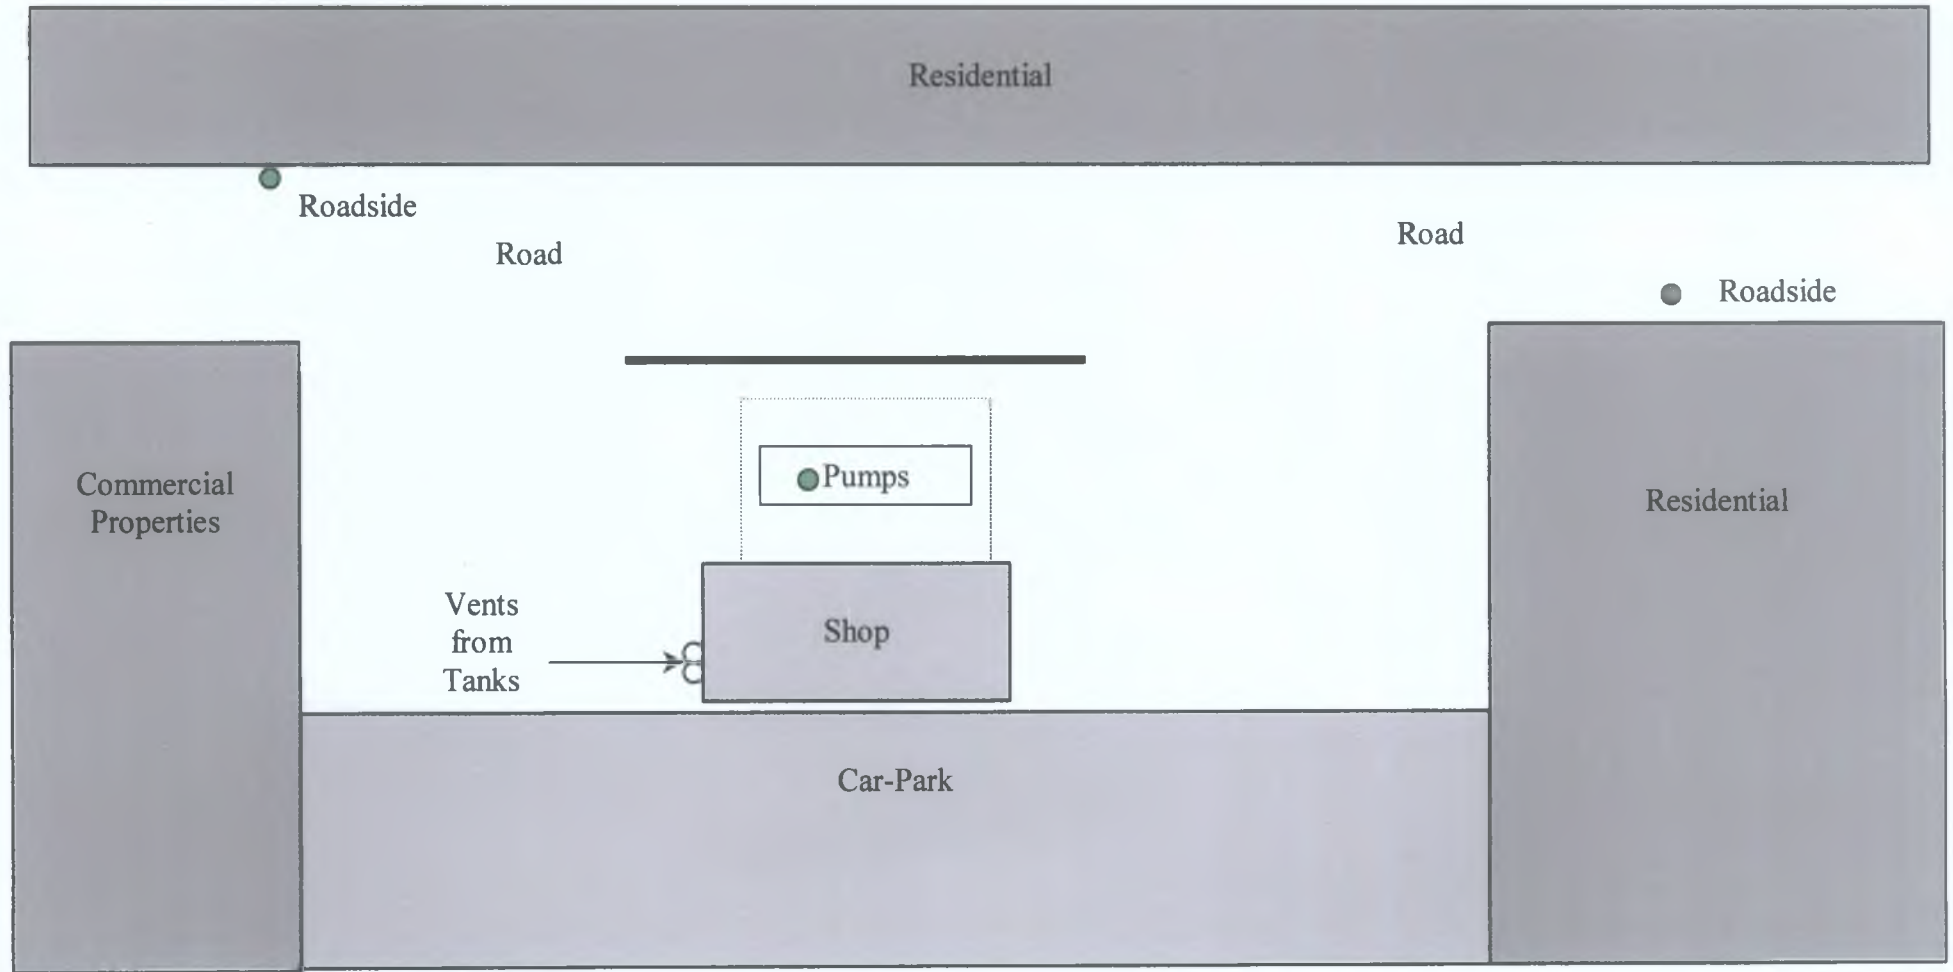 Residential
Roadside
Road
Road
Roadside
Commercial
Properties
Pumps
Residential
Vents
from
Tanks
Shop
Car-Park